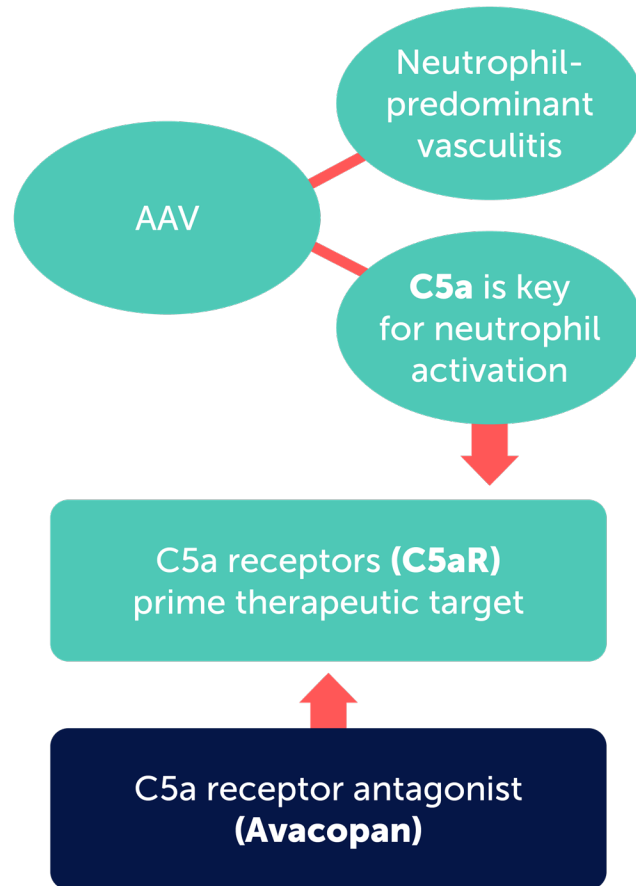 Neutrophil-
predominant
vasculitis
AAV
C5a is key
for neutrophil
activation
C5a receptors (C5aR)
prime therapeutic target
C5a receptor antagonist
(Avacopan)